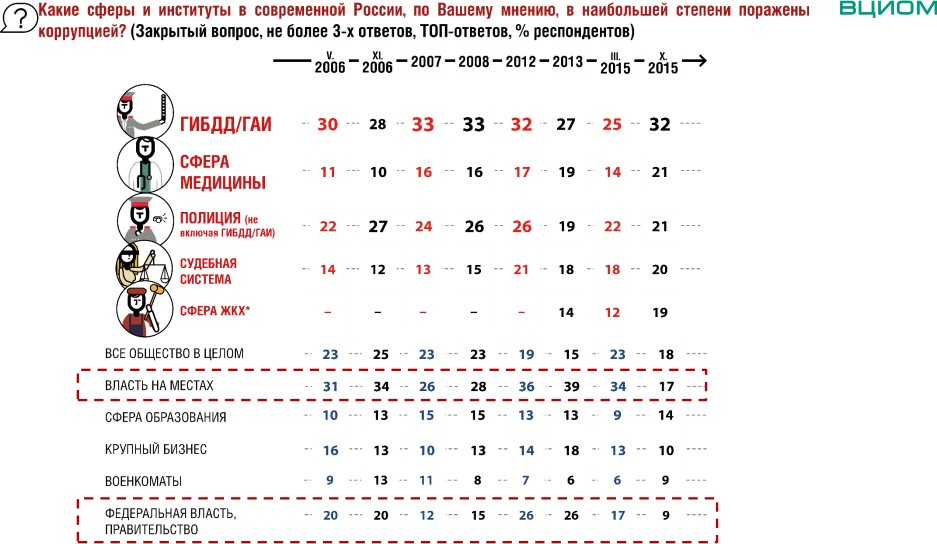 ?
Какие сферы и институты в современной России, по Вашему мнению, в наибольшей степени поражены
коррупцией? (Закрытый вопрос, не более 3-х ответов, ТОП-ответов, % респондентов)
ВЦИОМ
V. 2006 XI. 2006 2007 2008 2012 2013 III. 2015 X. 2015
ГИБДД/ГАИ 30 28 33 33 32 27 25 32
СФЕРА
МЕДИЦИНЫ 11 10 16 16 17 19 14 21
ПОЛИЦИЯ (не
включая ГИБДД/ГАИ) 22 27 24 26 26 19 22 21
СУДЕБНАЯ
СИСТЕМА 14 12 13 15 21 18 18 20
СФЕРА ЖКХ* – – – – – 14 12 19
ВСЕ ОБЩЕСТВО В ЦЕЛОМ 23 25 23 23 19 15 23 18
ВЛАСТЬ НА МЕСТАХ 31 34 26 28 36 39 34 17
СФЕРА ОБРАЗОВАНИЯ 10 13 15 15 13 13 9 14
КРУПНЫЙ БИЗНЕС 16 13 10 13 14 18 13 10
ВОЕНКОМАТЫ 9 13 11 8 7 6 6 9
ФЕДЕРАЛЬНАЯ ВЛАСТЬ,
ПРАВИТЕЛЬСТВО 20 20 12 15 26 26 17 9